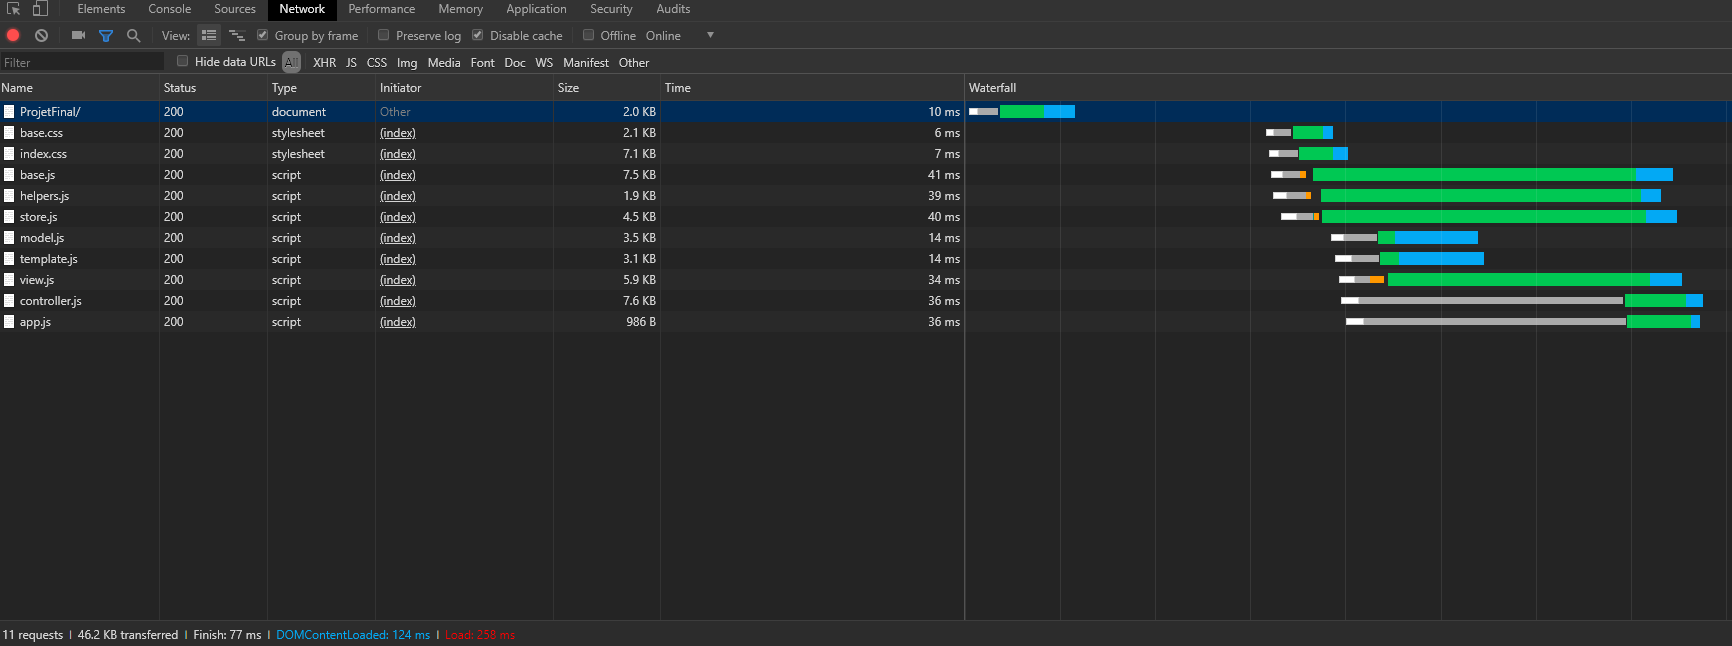 Elements Console Sources Network Performance Memory Application Security Audits
View: Group by frame Preserve log Disable cache Offline Online ▼
Filter Hide data URLs All XHR JS CSS Img Media Font Doc WS Manifest Other
Name Status Type Initiator Size Time Waterfall
ProjetFinal/ 200 document Other 2.0 KB 10 ms
base.css 200 stylesheet (index) 2.1 KB 6 ms
index.css 200 stylesheet (index) 7.1 KB 7 ms
base.js 200 script (index) 7.5 KB 41 ms
helpers.js 200 script (index) 1.9 KB 39 ms
store.js 200 script (index) 4.5 KB 40 ms
model.js 200 script (index) 3.5 KB 14 ms
template.js 200 script (index) 3.1 KB 14 ms
view.js 200 script (index) 5.9 KB 34 ms
controller.js 200 script (index) 7.6 KB 36 ms
app.js 200 script (index) 986 B 36 ms
11 requests | 46.2 KB transferred | Finish: 77 ms | DOMContentLoaded: 124 ms | Load: 258 ms